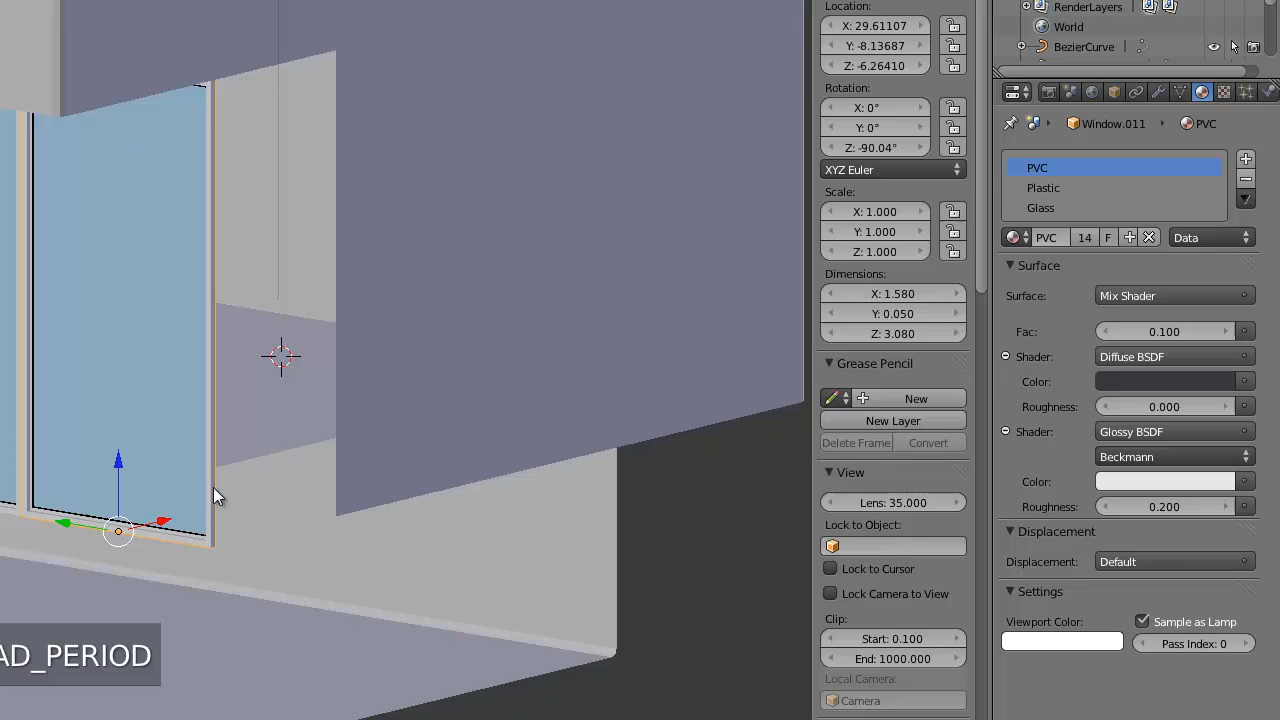 Location:
X: 29.61107
Y: -8.13687
Z: -6.26410
Rotation:
X: 0°
Y: 0°
Z: -90.04°
XYZ Euler
Scale:
X: 1.000
Y: 1.000
Z: 1.000
Dimensions:
X: 1.580
Y: 0.050
Z: 3.080
Grease Pencil
New
New Layer
Delete Frame
Convert
View
Lens: 35.000
Lock to Object:
Lock to Cursor
Lock Camera to View
Clip:
Start: 0.100
End: 1000.000
Local Camera:
Camera
RenderLayers
World
BezierCurve
Window.011
PVC
PVC
Plastic
Glass
PVC
14
F
Data
Surface
Surface:
Mix Shader
Fac:
0.100
Shader:
Diffuse BSDF
Color:
Roughness:
0.000
Shader:
Glossy BSDF
Beckmann
Color:
Roughness:
0.200
Displacement
Displacement:
Default
Settings
Viewport Color:
Sample as Lamp
Pass Index: 0
AD_PERIOD